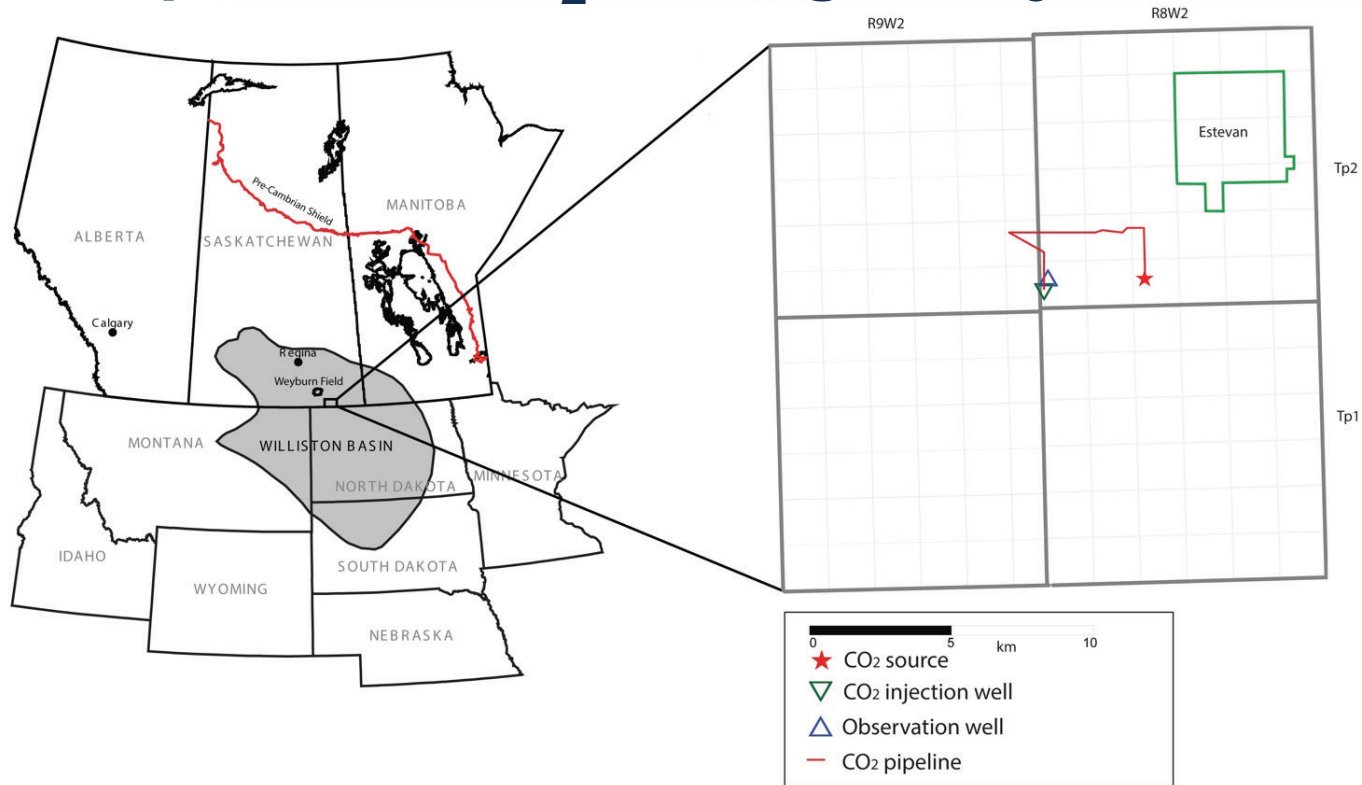 R9W2
R8W2
Estevan
Tp2
Tp1
Pre-Cambrian Shield
MANITOBA
ALBERTA
SASKATCHEWAN
Calgary
Regina
Weyburn Field
MONTANA
WILLISTON BASIN
NORTH DAKOTA
MINNESOTA
IDAHO
SOUTH DAKOTA
WYOMING
NEBRASKA
0 5 10
km
CO2 source
CO2 injection well
Observation well
CO2 pipeline